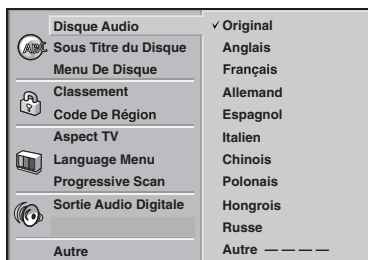 Disque Audio
ABC
Sous Titre du Disque
Menu De Disque
Classement
Code De Région
Aspect TV
Language Menu
Progressive Scan
Sortie Audio Digitale
Autre
✓ Original
Anglais
Français
Allemand
Espagnol
Italien
Chinois
Polonais
Hongrois
Russe
Autre — — — —